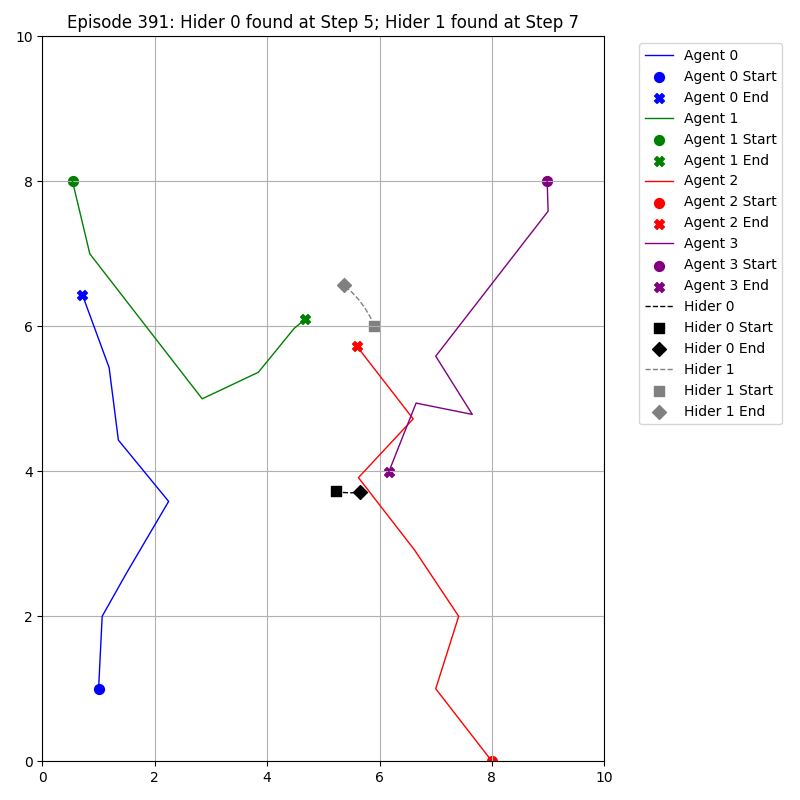 Episode 391: Hider 0 found at Step 5; Hider 1 found at Step 7
10
8
6
4
2
0
0 2 4 6 8 10
Agent 0
Agent 0 Start
Agent 0 End
Agent 1
Agent 1 Start
Agent 1 End
Agent 2
Agent 2 Start
Agent 2 End
Agent 3
Agent 3 Start
Agent 3 End
Hider 0
Hider 0 Start
Hider 0 End
Hider 1
Hider 1 Start
Hider 1 End